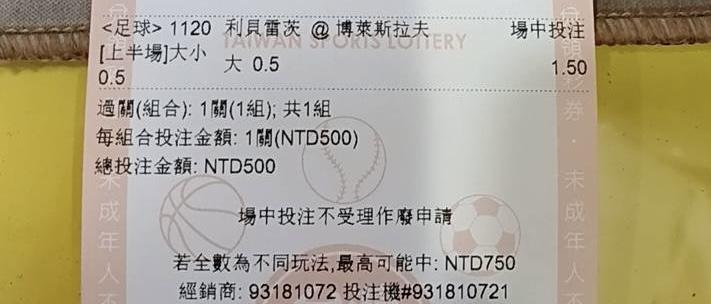 <足球> 1120 利貝雷茨 @ 博萊斯拉夫 場中投注
TAIWAN SPORTS LOTTERY
[上半場]大小
0.5 大 0.5 1.50
過關(組合): 1關(1組); 共1組
每組合投注金額: 1關(NTD500)
總投注金額: NTD500
場中投注不受理作廢申請
若全數為不同玩法,最高可能中: NTD750
經銷商: 93181072 投注機#931810721
未成年人
券・未成年人不